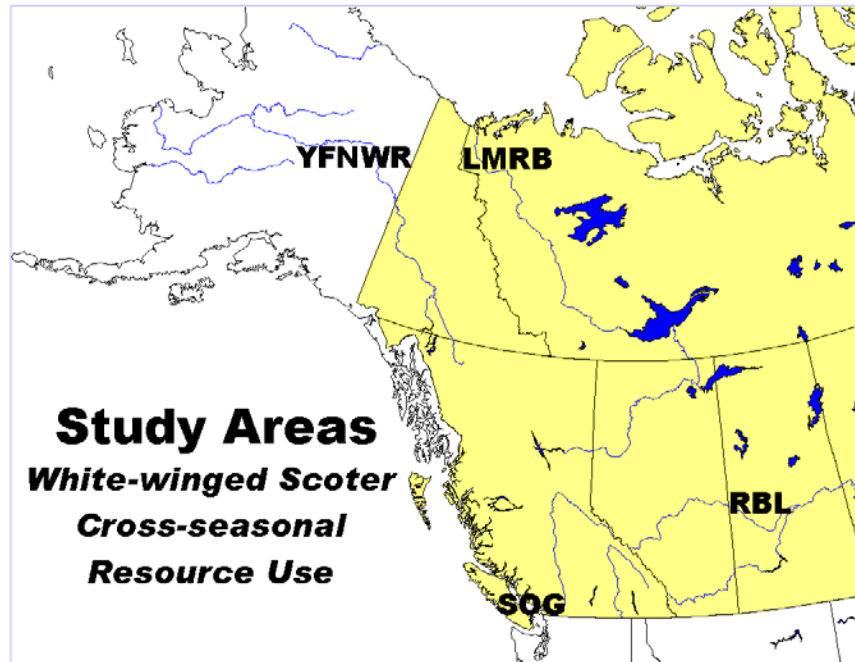 YFNWR LMRB
Study Areas
White-winged Scoter
Cross-seasonal
Resource Use
RBL
SOG